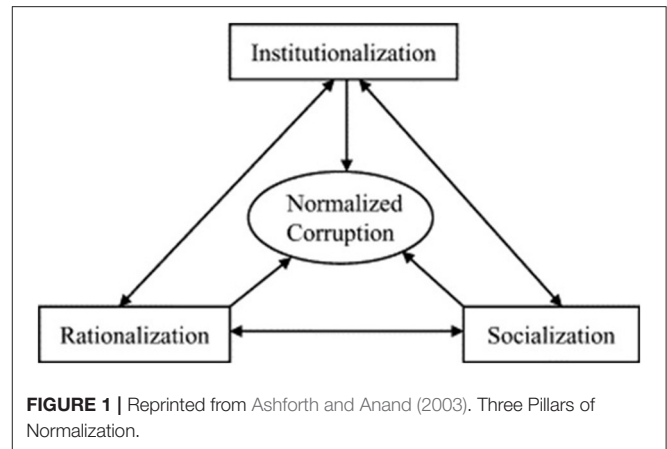 Institutionalization
Normalized
Corruption
Rationalization
Socialization
FIGURE 1 | Reprinted from Ashforth and Anand (2003). Three Pillars of
Normalization.